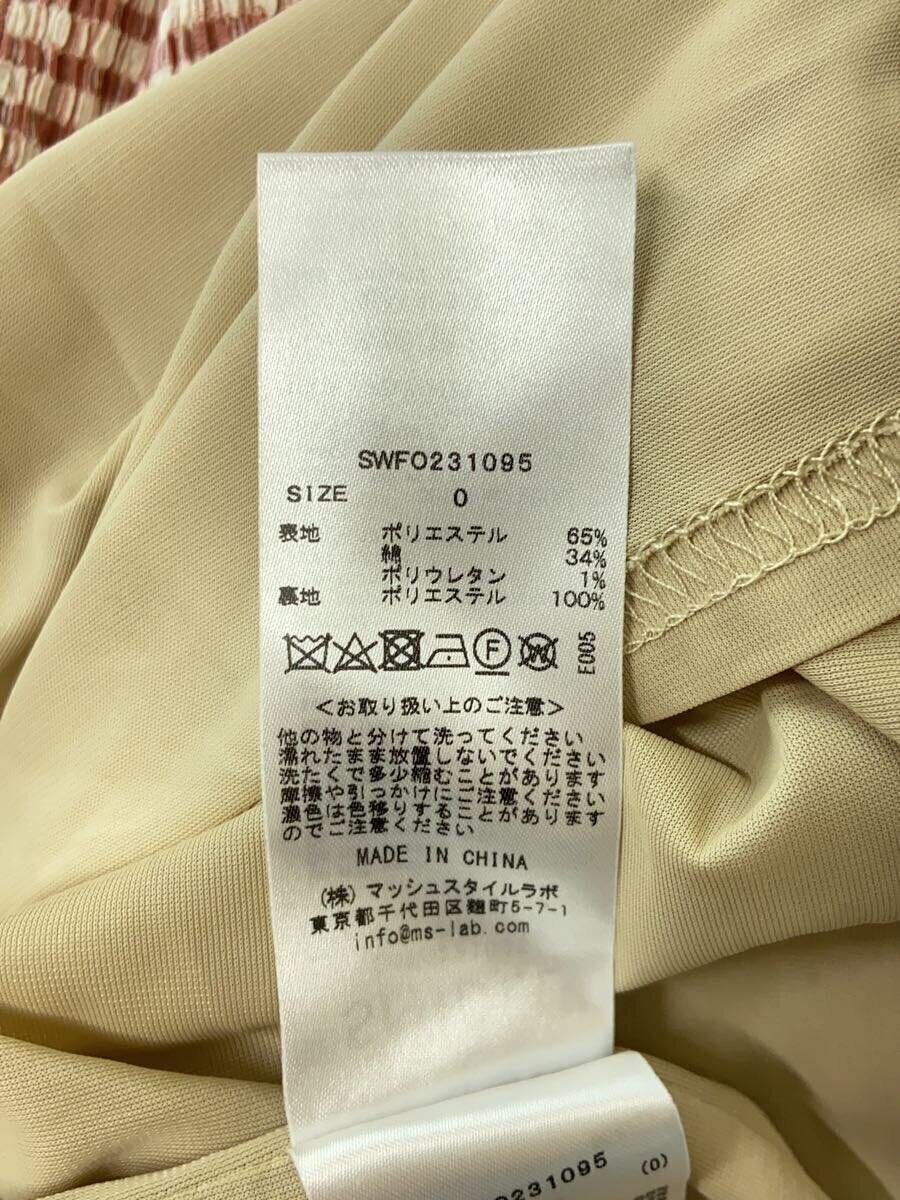 SWFO231095
SIZE 0
表地 ポリエステル 65%
綿 34%
ポリウレタン 1%
裏地 ポリエステル 100%
F W E005
<お取り扱い上のご注意>
他の物と分けて洗ってください
濡れたまま放置しないでください
洗たくで多少縮むことがあります
摩擦や引っかけにご注意ください
濃色は色移りすることがあります
のでご注意ください
MADE IN CHINA
(株)マッシュスタイルラボ
東京都千代田区麹町5-7-1
info@ms-lab.com
O231095 (0)